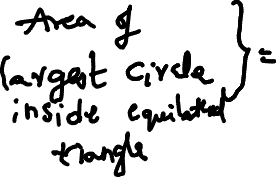 Area of
largest circle } =
inside equilateral
triangle